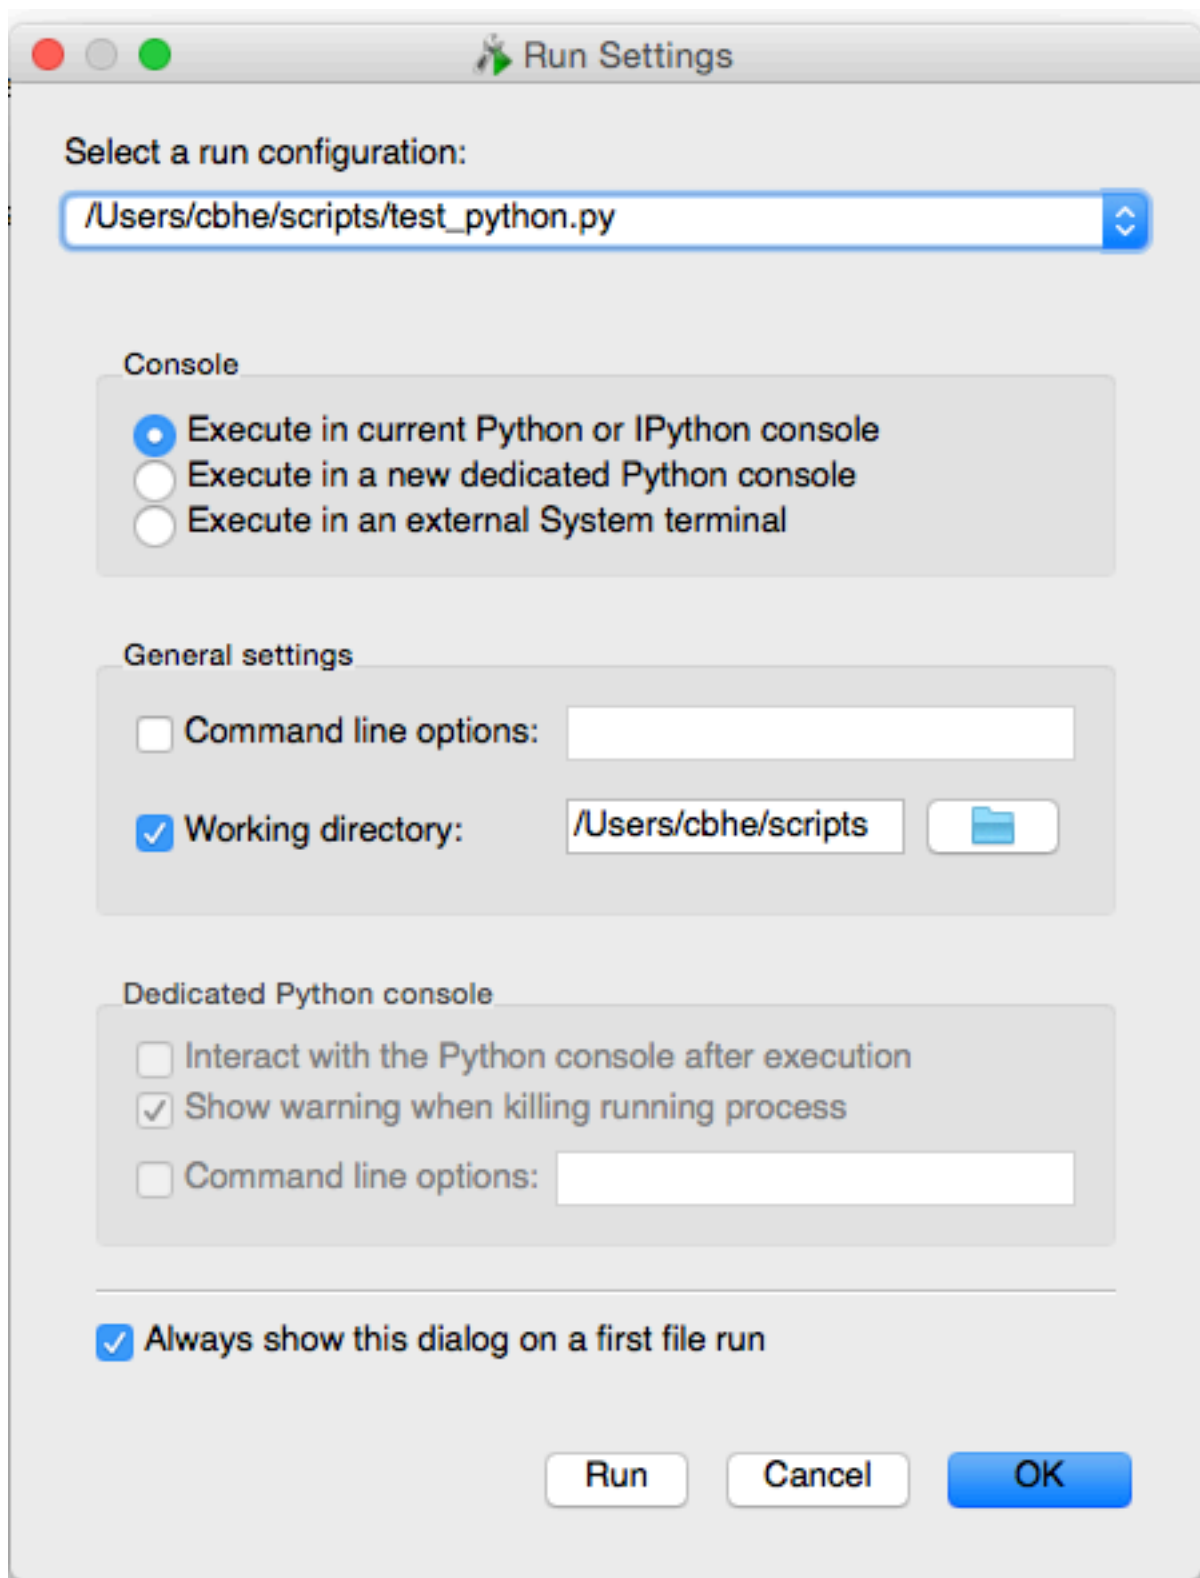 Run Settings
Select a run configuration:
/Users/cbhe/scripts/test_python.py
Console
Execute in current Python or IPython console
Execute in a new dedicated Python console
Execute in an external System terminal
General settings
Command line options:
Working directory: /Users/cbhe/scripts
Dedicated Python console
Interact with the Python console after execution
Show warning when killing running process
Command line options:
Always show this dialog on a first file run
Run Cancel OK